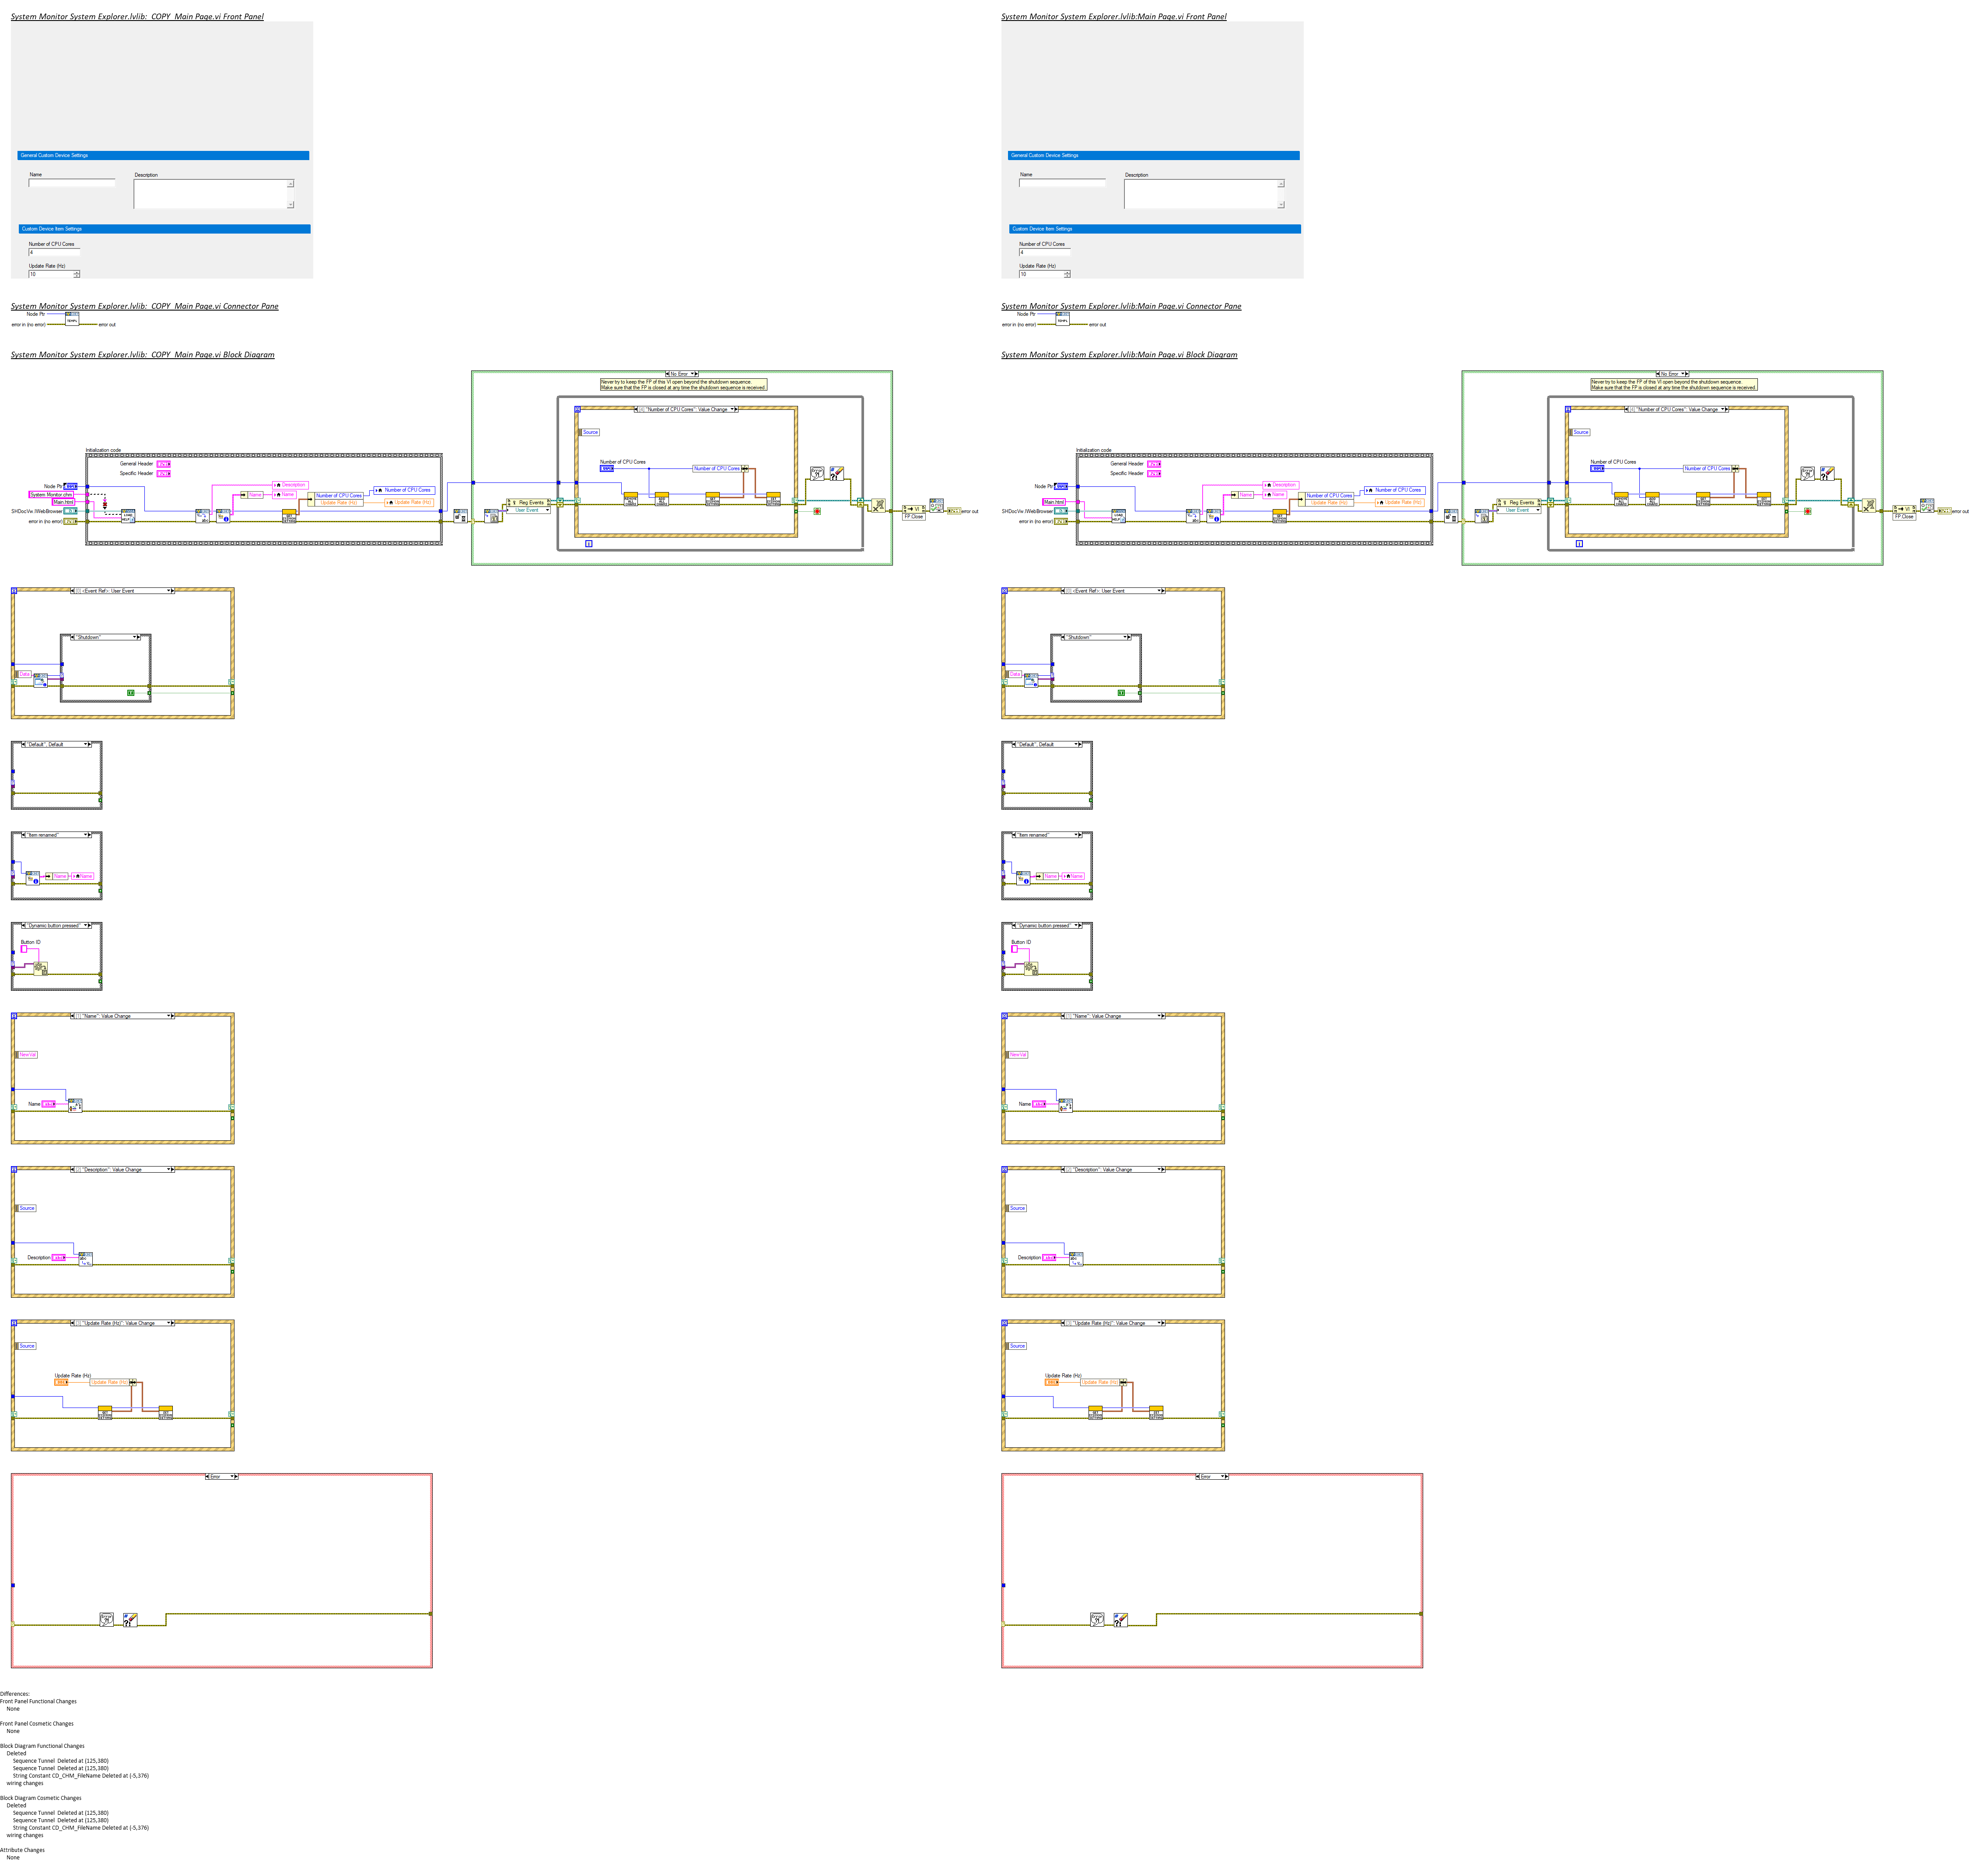 System Monitor System Explorer.lvlib:_COPY_Main Page.vi Front Panel
General Custom Device Settings
Name
Description
Custom Device Item Settings
Number of CPU Cores
4
Update Rate (Hz)
10
System Monitor System Explorer.lvlib:_COPY_Main Page.vi Connector Pane
Node Ptr
error in (no error)
error out
System Monitor System Explorer.lvlib:_COPY_Main Page.vi Block Diagram
No Error
Never try to keep the FP of this VI open beyond the shutdown sequence.
Make sure that the FP is closed at any time the shutdown sequence is received.
[4] "Number of CPU Cores": Value Change
Source
Initialization code
General Header
Specific Header
Node Ptr
System Monitor.chm
Main.html
SHDocVw.IWebBrowser
error in (no error)
Description
Name
Name
Number of CPU Cores
Update Rate (Hz)
Number of CPU Cores
Update Rate (Hz)
Reg Events
User Event
Number of CPU Cores
Number of CPU Cores
VI
FP.Close
error out
[0] <Event Ref>: User Event
"Shutdown"
Data
"Default", Default
"Item renamed"
Name
Name
"Dynamic button pressed"
Button ID
[1] "Name": Value Change
NewVal
Name
[2] "Description": Value Change
Source
Description
[3] "Update Rate (Hz)": Value Change
Source
Update Rate (Hz)
Update Rate (Hz)
Error
System Monitor System Explorer.lvlib:Main Page.vi Front Panel
General Custom Device Settings
Name
Description
Custom Device Item Settings
Number of CPU Cores
4
Update Rate (Hz)
10
System Monitor System Explorer.lvlib:Main Page.vi Connector Pane
Node Ptr
error in (no error)
error out
System Monitor System Explorer.lvlib:Main Page.vi Block Diagram
No Error
Never try to keep the FP of this VI open beyond the shutdown sequence.
Make sure that the FP is closed at any time the shutdown sequence is received.
[4] "Number of CPU Cores": Value Change
Source
Initialization code
General Header
Specific Header
Node Ptr
Main.html
SHDocVw.IWebBrowser
error in (no error)
Description
Name
Name
Number of CPU Cores
Update Rate (Hz)
Number of CPU Cores
Update Rate (Hz)
Reg Events
User Event
Number of CPU Cores
Number of CPU Cores
VI
FP.Close
error out
[0] <Event Ref>: User Event
"Shutdown"
Data
"Default", Default
"Item renamed"
Name
Name
"Dynamic button pressed"
Button ID
[1] "Name": Value Change
NewVal
Name
[2] "Description": Value Change
Source
Description
[3] "Update Rate (Hz)": Value Change
Source
Update Rate (Hz)
Update Rate (Hz)
Error
Differences:
Front Panel Functional Changes
None
Front Panel Cosmetic Changes
None
Block Diagram Functional Changes
Deleted
Sequence Tunnel Deleted at (125,380)
Sequence Tunnel Deleted at (125,380)
String Constant CD_CHM_FileName Deleted at (-5,376)
wiring changes
Block Diagram Cosmetic Changes
Deleted
Sequence Tunnel Deleted at (125,380)
Sequence Tunnel Deleted at (125,380)
String Constant CD_CHM_FileName Deleted at (-5,376)
wiring changes
Attribute Changes
None